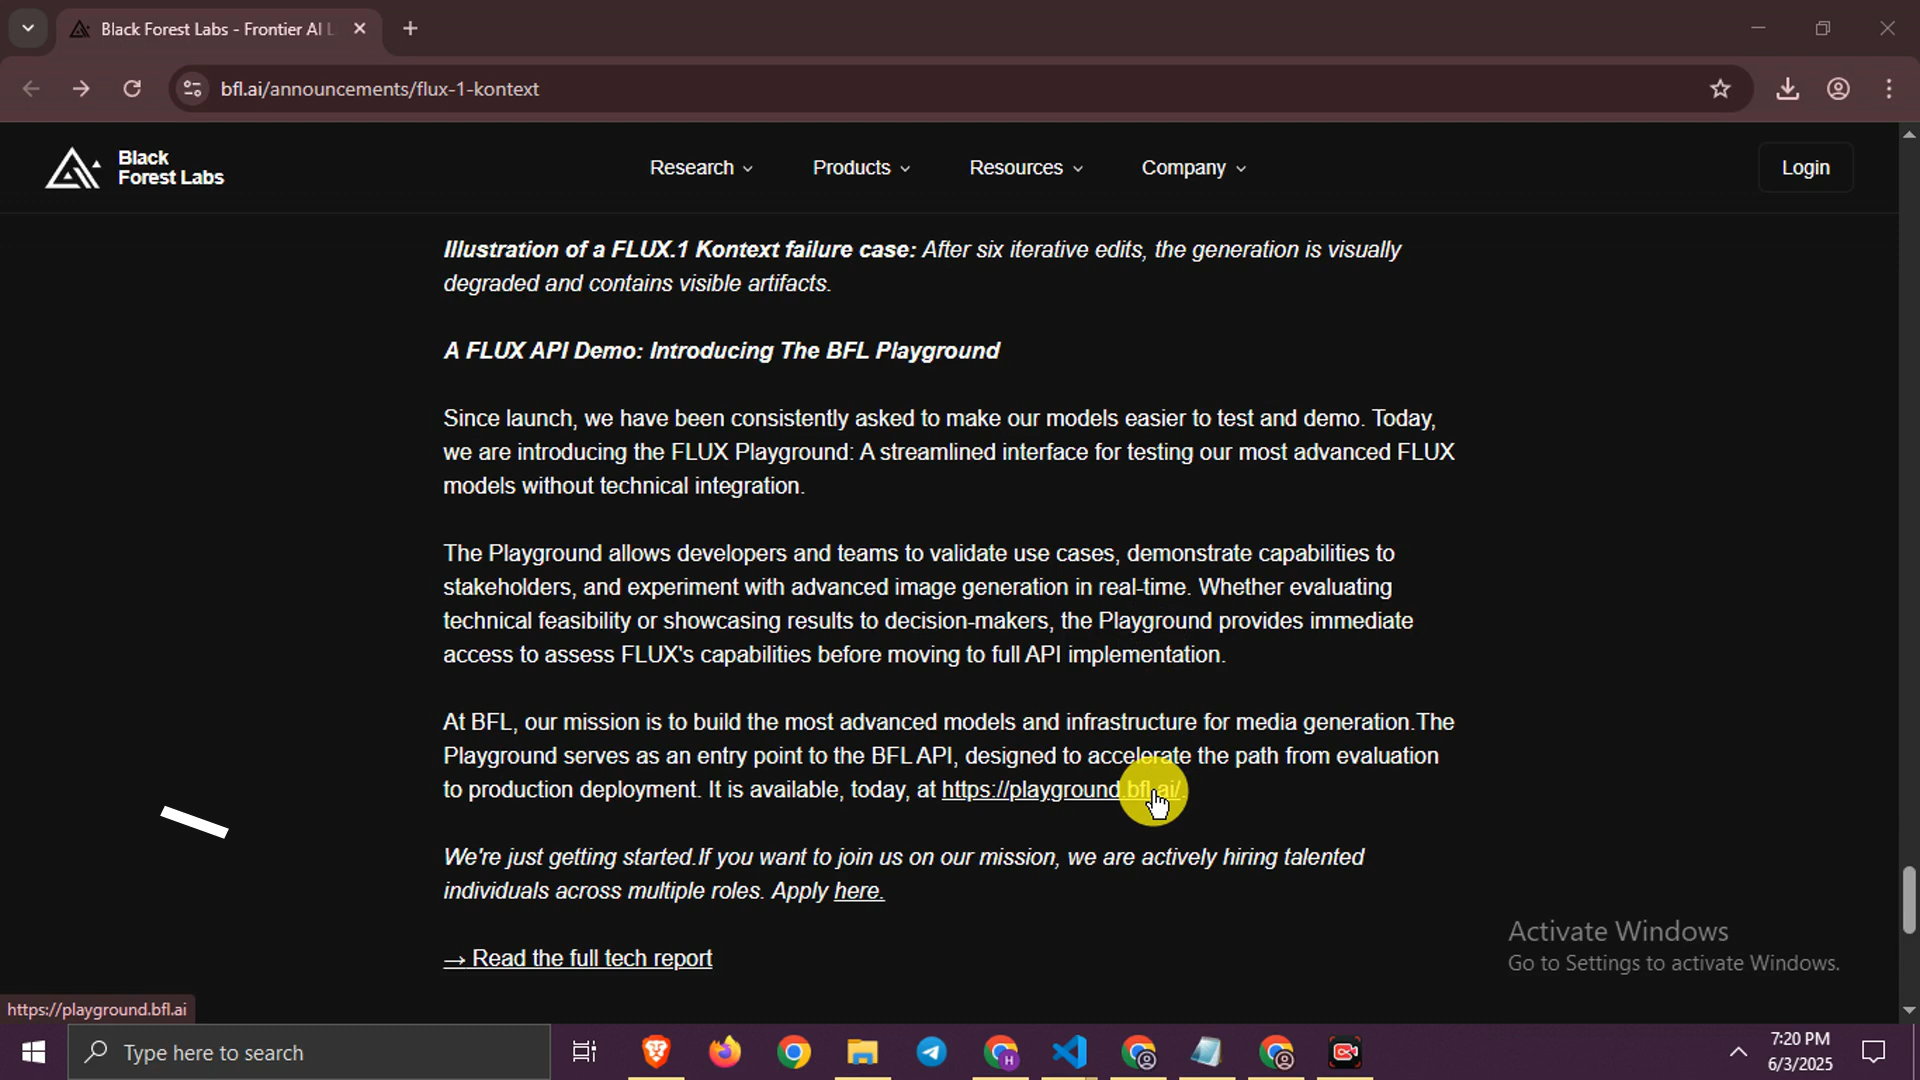 Black Forest Labs - Frontier AI L
bfl.ai/announcements/flux-1-kontext
Black
Forest Labs
Research
Products
Resources
Company
Login
Illustration of a FLUX.1 Kontext failure case: After six iterative edits, the generation is visually
degraded and contains visible artifacts.
A FLUX API Demo: Introducing The BFL Playground
Since launch, we have been consistently asked to make our models easier to test and demo. Today,
we are introducing the FLUX Playground: A streamlined interface for testing our most advanced FLUX
models without technical integration.
The Playground allows developers and teams to validate use cases, demonstrate capabilities to
stakeholders, and experiment with advanced image generation in real-time. Whether evaluating
technical feasibility or showcasing results to decision-makers, the Playground provides immediate
access to assess FLUX's capabilities before moving to full API implementation.
At BFL, our mission is to build the most advanced models and infrastructure for media generation.The
Playground serves as an entry point to the BFL API, designed to accelerate the path from evaluation
to production deployment. It is available, today, at https://playground.bfl.ai/.
We're just getting started.If you want to join us on our mission, we are actively hiring talented
individuals across multiple roles. Apply here.
→ Read the full tech report
Activate Windows
Go to Settings to activate Windows.
https://playground.bfl.ai
Type here to search
H
7:20 PM
6/3/2025